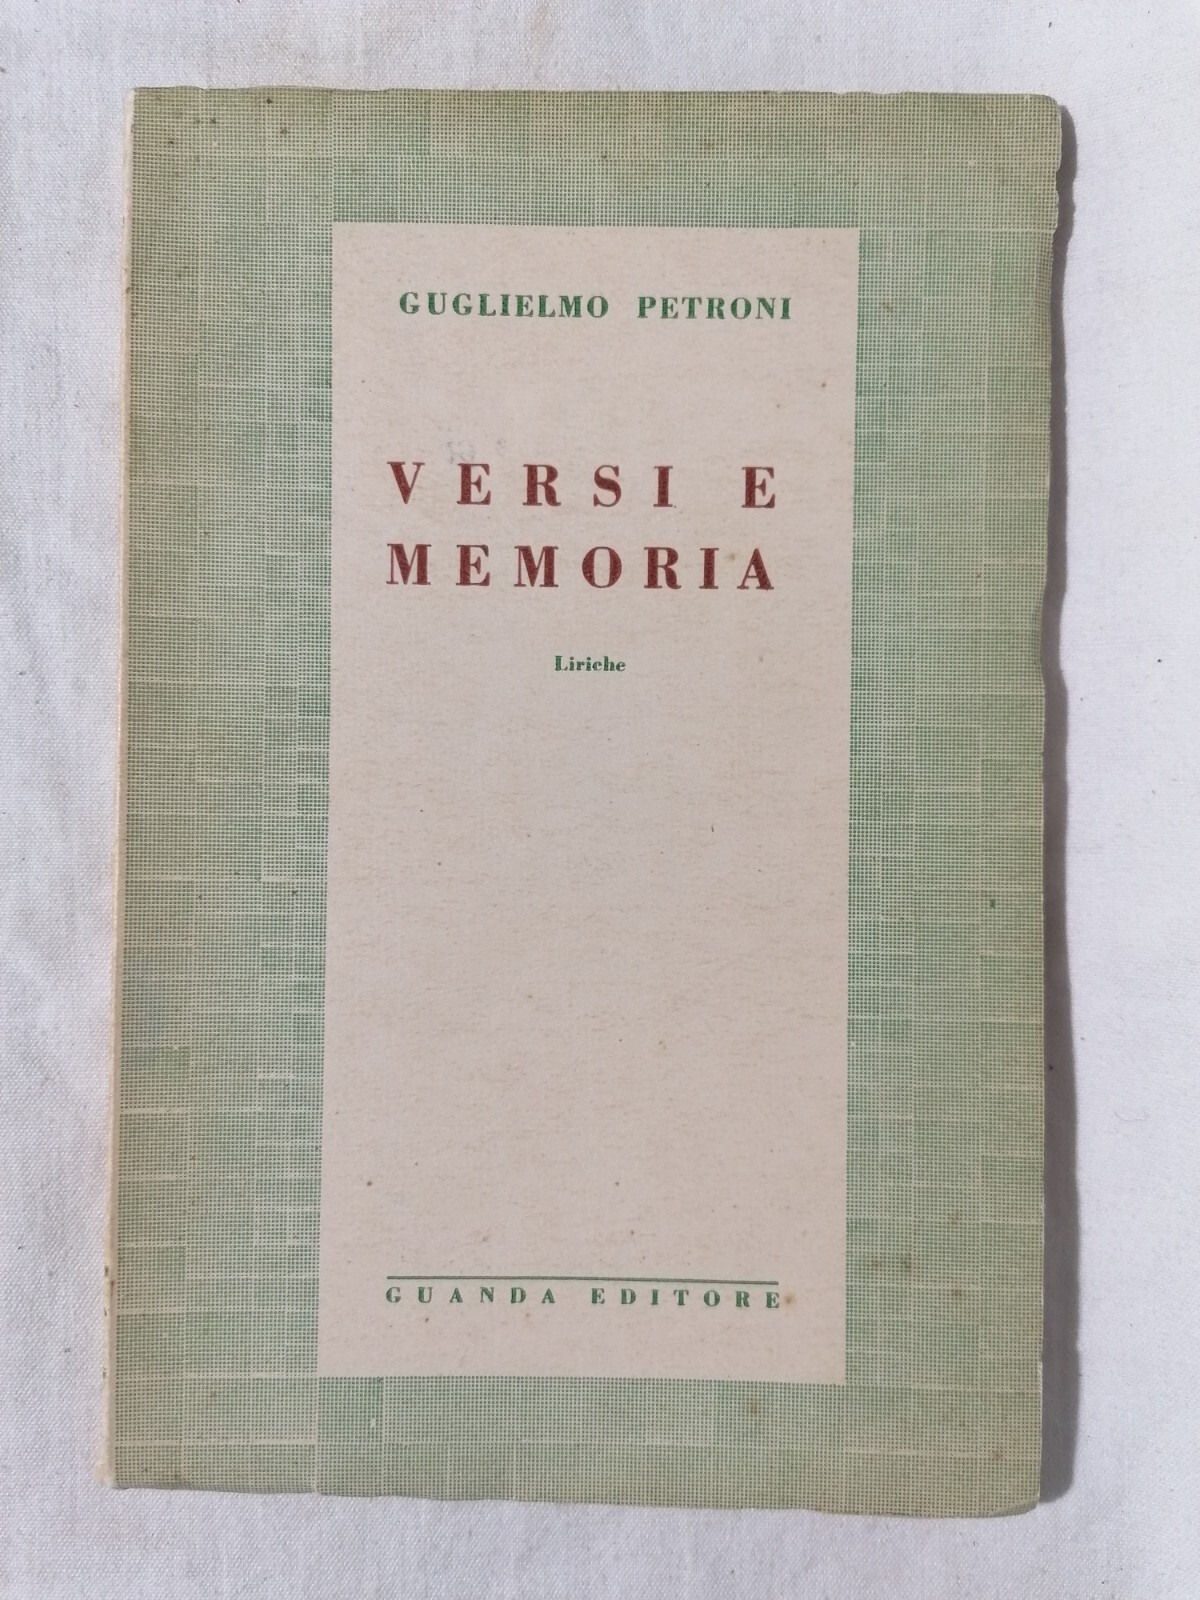 GUGLIELMO PETRONI
VERSI E
MEMORIA
Liriche
GUANDA EDITORE